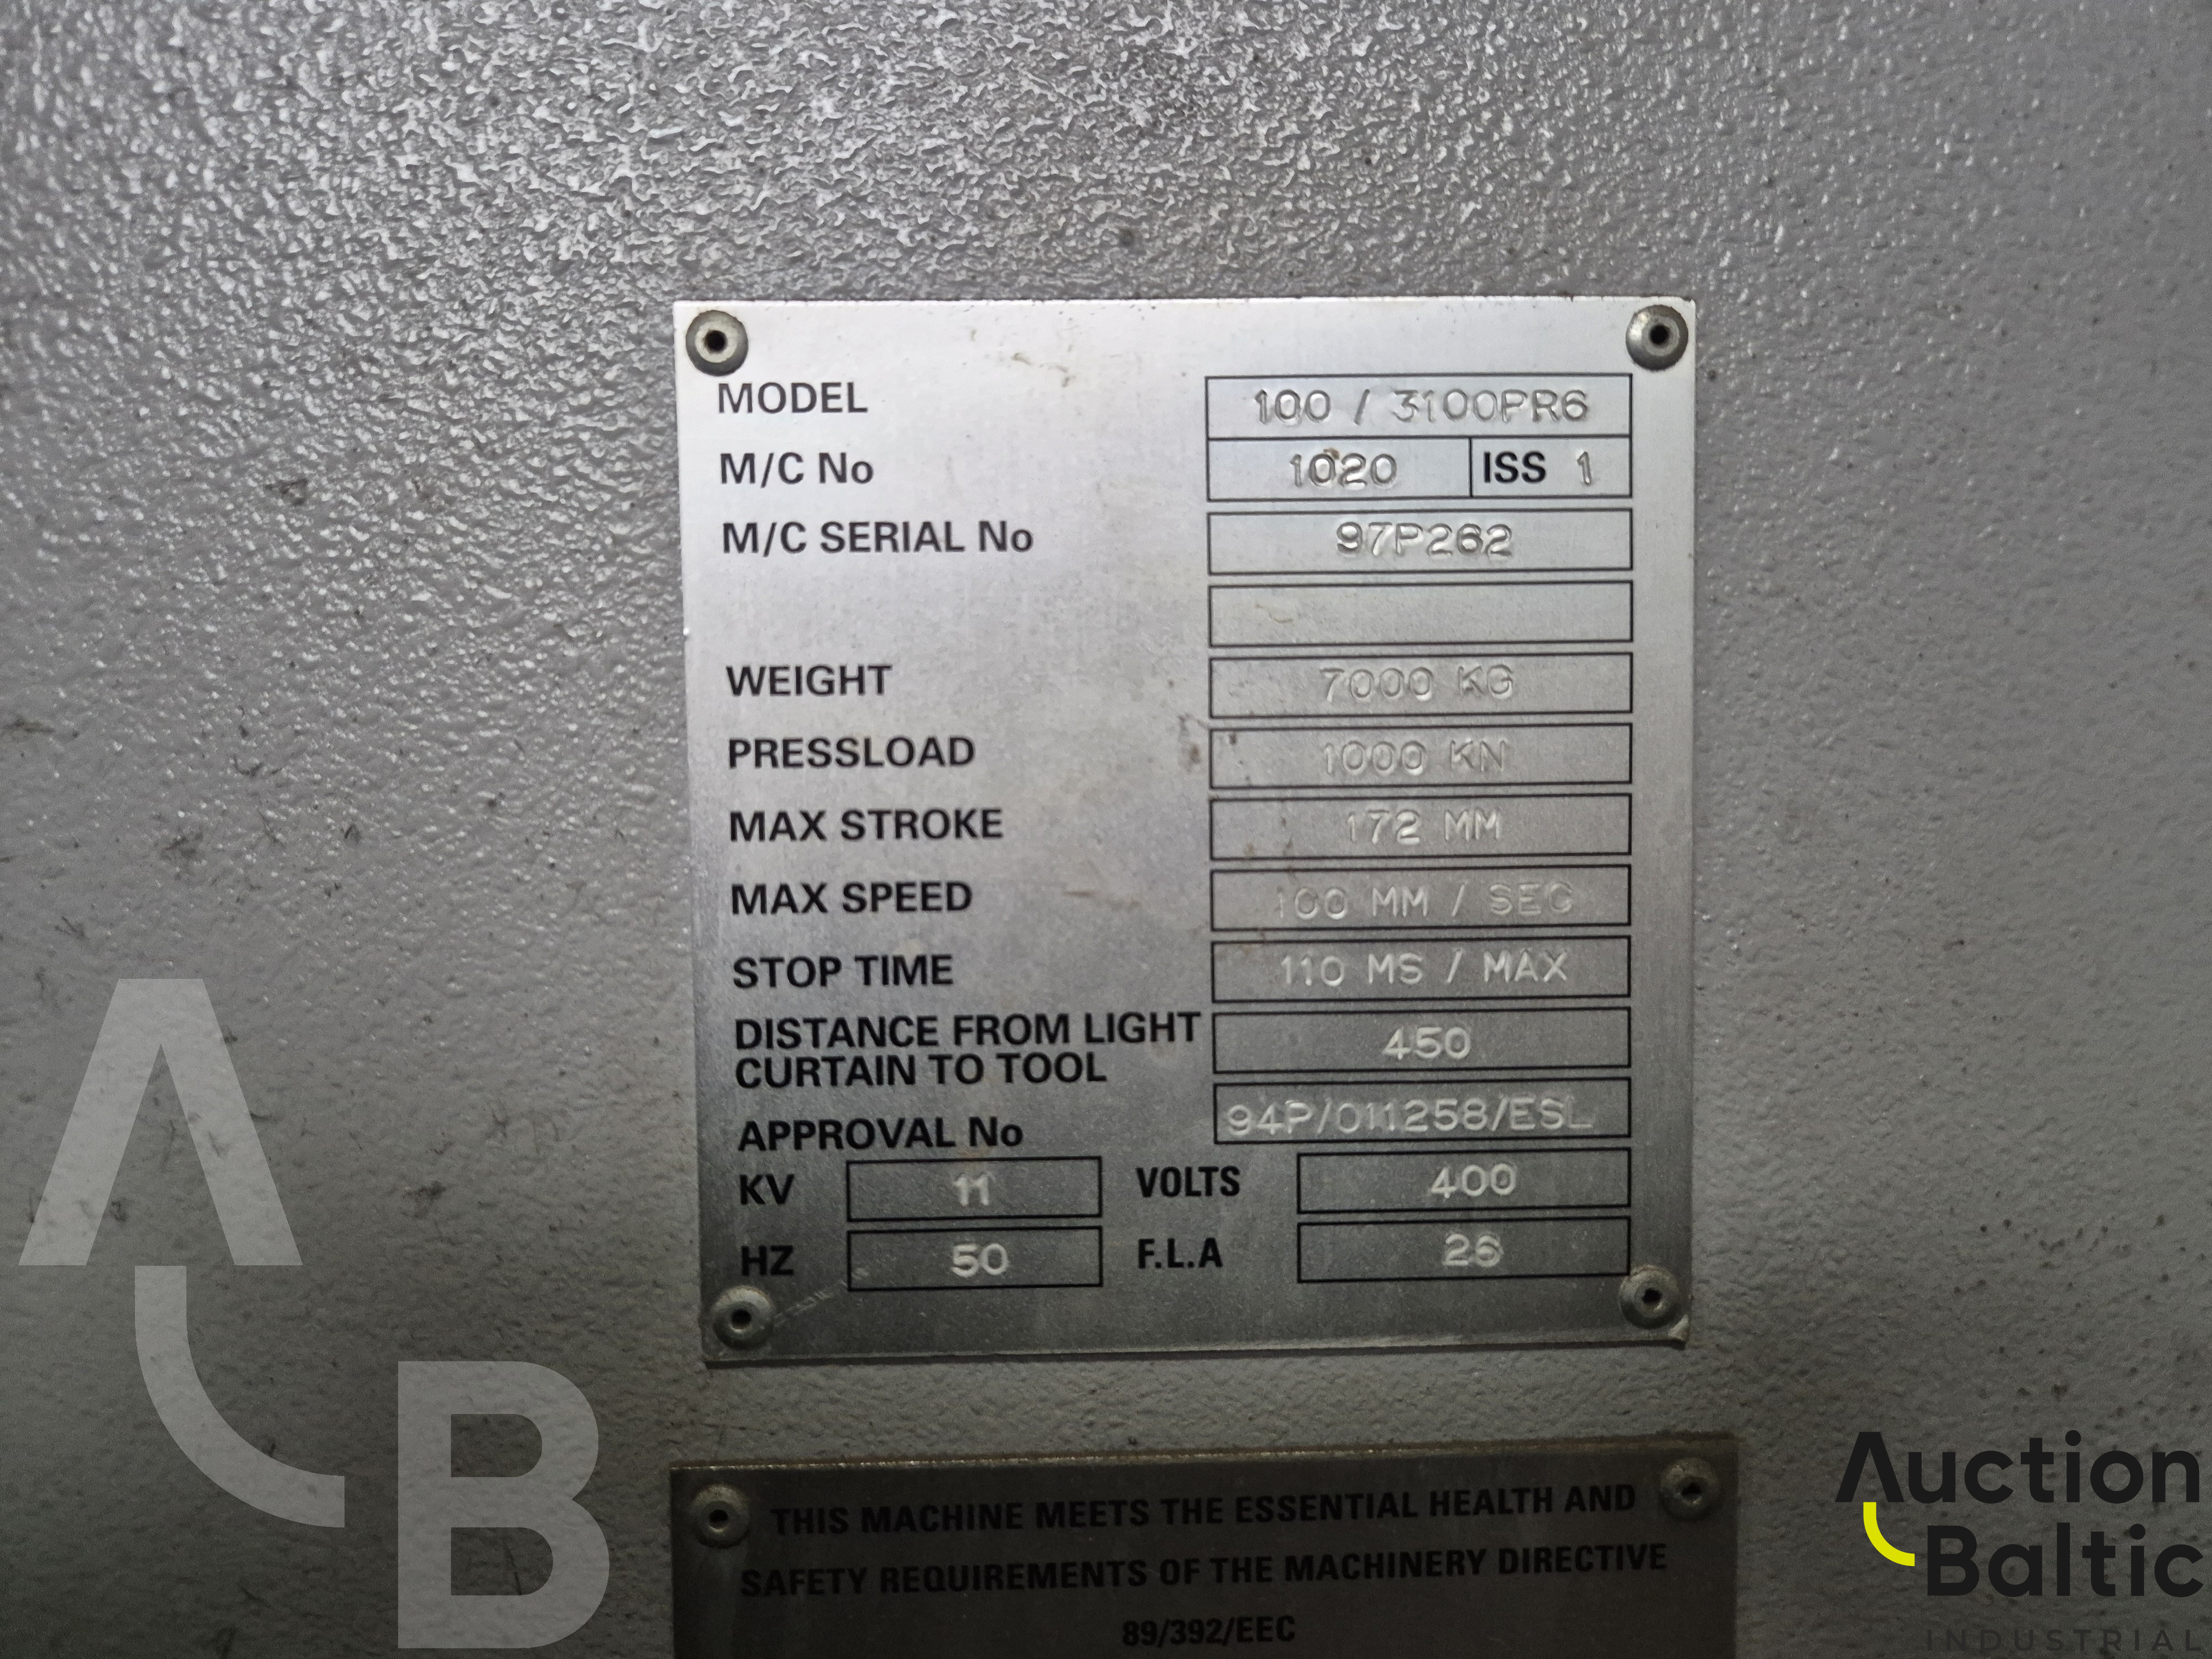 MODEL 100 / 3100PR6
M/C No 1020 ISS 1
M/C SERIAL No 97P262
WEIGHT 7000 KG
PRESSLOAD 1000 KN
MAX STROKE 172 MM
MAX SPEED 100 MM / SEC
STOP TIME 110 MS / MAX
DISTANCE FROM LIGHT
CURTAIN TO TOOL 450
APPROVAL No 94P/011258/ESL
KV 11 VOLTS 400
HZ 50 F.L.A 26
THIS MACHINE MEETS THE ESSENTIAL HEALTH AND
SAFETY REQUIREMENTS OF THE MACHINERY DIRECTIVE
89/392/EEC
AB
Auction
Baltic
INDUSTRIAL